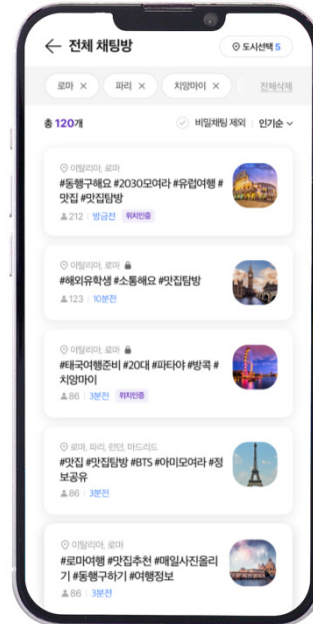 전체 채팅방
도시선택 5
로마 ×
파리 ×
치앙마이 ×
전체삭제
총 120개
비밀채팅 제외
인기순
이탈리아, 로마
#동행구해요 #2030모여라 #유럽여행 #
맛집 #맛집탐방
212 | 방금전 위치인증
이탈리아, 로마
#해외유학생 #소통해요 #맛집탐방
123 | 10분전
이탈리아, 로마
#태국여행준비 #20대 #파타야 #방콕 #
치앙마이
86 | 3분전 위치인증
로마, 파리, 런던, 마드리드
#맛집 #맛집탐방 #BTS #아미모여라 #정
보공유
86 | 3분전
이탈리아, 로마
#로마여행 #맛집추천 #매일사진올리
기 #동행구하기 #여행정보
86 | 3분전